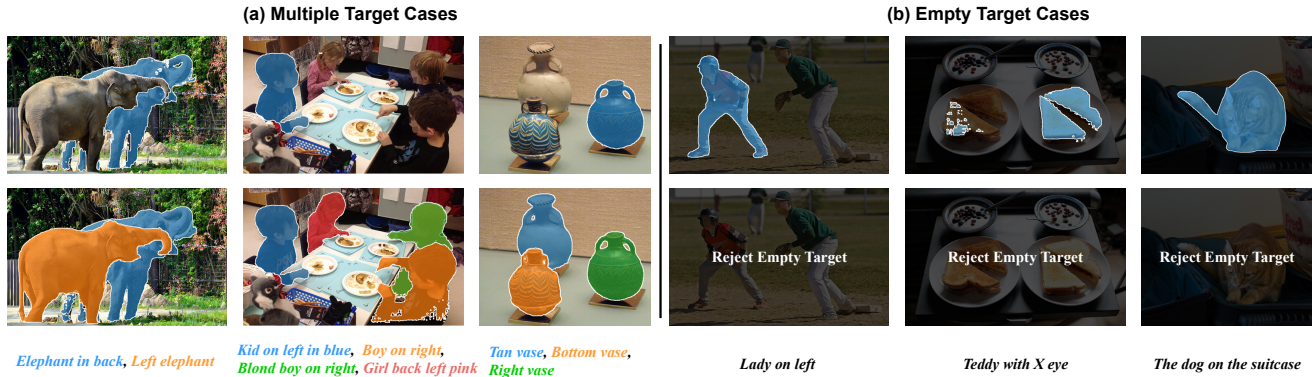 (a) Multiple Target Cases
(b) Empty Target Cases
Reject Empty Target
Reject Empty Target
Reject Empty Target
Elephant in back, Left elephant
Kid on left in blue, Boy on right,
Blond boy on right, Girl back left pink
Tan vase, Bottom vase,
Right vase
Lady on left
Teddy with X eye
The dog on the suitcase